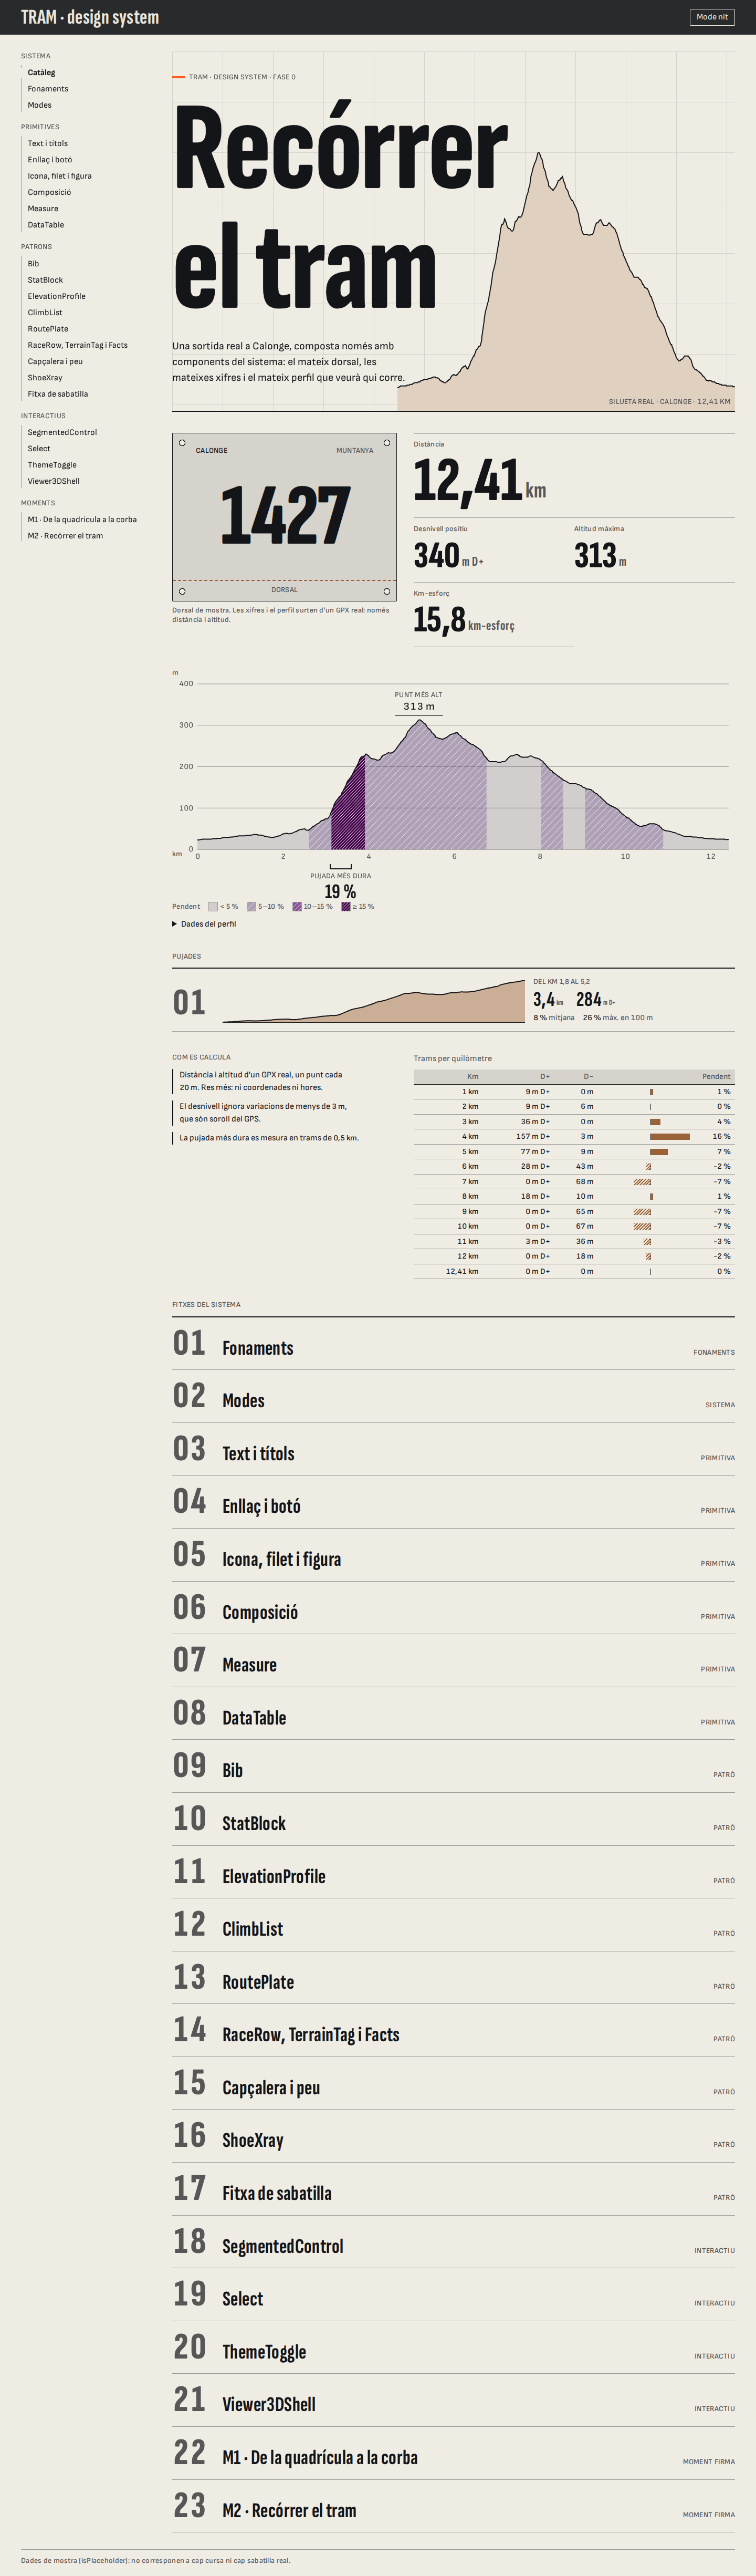 TRAM · design system
Mode nit
SISTEMA
Catàleg
Fonaments
Modes
PRIMITIVES
Text i títols
Enllaç i botó
Icona, filet i figura
Composició
Measure
DataTable
PATRONS
Bib
StatBlock
ElevationProfile
ClimbList
RoutePlate
RaceRow, TerrainTag i Facts
Capçalera i peu
ShoeXray
Fitxa de sabatilla
INTERACTIUS
SegmentedControl
Select
ThemeToggle
Viewer3DShell
MOMENTS
M1 · De la quadrícula a la corba
M2 · Recórrer el tram
TRAM · DESIGN SYSTEM · FASE 0
Recórrer
el tram
Una sortida real a Calonge, composta només amb
components del sistema: el mateix dorsal, les
mateixes xifres i el mateix perfil que veurà qui corre.
SILUETA REAL · CALONGE · 12,41 KM
CALONGE
MUNTANYA
1427
DORSAL
Dorsal de mostra. Les xifres i el perfil surten d'un GPX real: només
distància i altitud.
Distància
12,41 km
Desnivell positiu
340 m D+
Altitud màxima
313 m
Km-esforç
15,8 km-esforç
m
400
300
200
100
0
PUNT MÉS ALT
313 m
km
0 2 4 6 8 10 12
PUJADA MÉS DURA
19 %
Pendent < 5 % 5–10 % 10–15 % ≥ 15 %
Dades del perfil
PUJADES
01
DEL KM 1,8 AL 5,2
3,4 km 284 m D+
8 % mitjana 26 % màx. en 100 m
COM ES CALCULA
Distància i altitud d'un GPX real, un punt cada
20 m. Res més: ni coordenades ni hores.
El desnivell ignora variacions de menys de 3 m,
que són soroll del GPS.
La pujada més dura es mesura en trams de 0,5 km.
Trams per quilòmetre
Km D+ D− Pendent
1 km 9 m D+ 0 m 1 %
2 km 9 m D+ 6 m 0 %
3 km 36 m D+ 0 m 4 %
4 km 157 m D+ 3 m 16 %
5 km 77 m D+ 9 m 7 %
6 km 28 m D+ 43 m -2 %
7 km 0 m D+ 68 m -7 %
8 km 18 m D+ 10 m 1 %
9 km 0 m D+ 65 m -7 %
10 km 0 m D+ 67 m -7 %
11 km 3 m D+ 36 m -3 %
12 km 0 m D+ 18 m -2 %
12,41 km 0 m D+ 0 m 0 %
FITXES DEL SISTEMA
01 Fonaments FONAMENTS
02 Modes SISTEMA
03 Text i títols PRIMITIVA
04 Enllaç i botó PRIMITIVA
05 Icona, filet i figura PRIMITIVA
06 Composició PRIMITIVA
07 Measure PRIMITIVA
08 DataTable PRIMITIVA
09 Bib PATRÓ
10 StatBlock PATRÓ
11 ElevationProfile PATRÓ
12 ClimbList PATRÓ
13 RoutePlate PATRÓ
14 RaceRow, TerrainTag i Facts PATRÓ
15 Capçalera i peu PATRÓ
16 ShoeXray PATRÓ
17 Fitxa de sabatilla PATRÓ
18 SegmentedControl INTERACTIU
19 Select INTERACTIU
20 ThemeToggle INTERACTIU
21 Viewer3DShell INTERACTIU
22 M1 · De la quadrícula a la corba MOMENT FIRMA
23 M2 · Recórrer el tram MOMENT FIRMA
Dades de mostra (isPlaceholder): no corresponen a cap cursa ni cap sabatilla real.